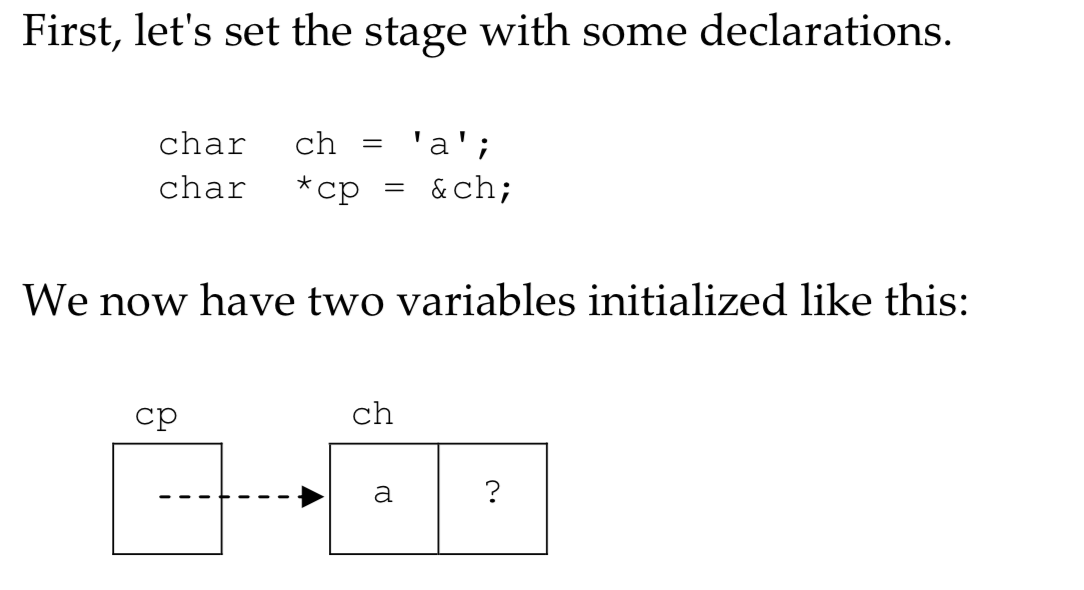 First, let's set the stage with some declarations.
char  ch = 'a';
char  *cp = &ch;
We now have two variables initialized like this:
cp ch
a ?